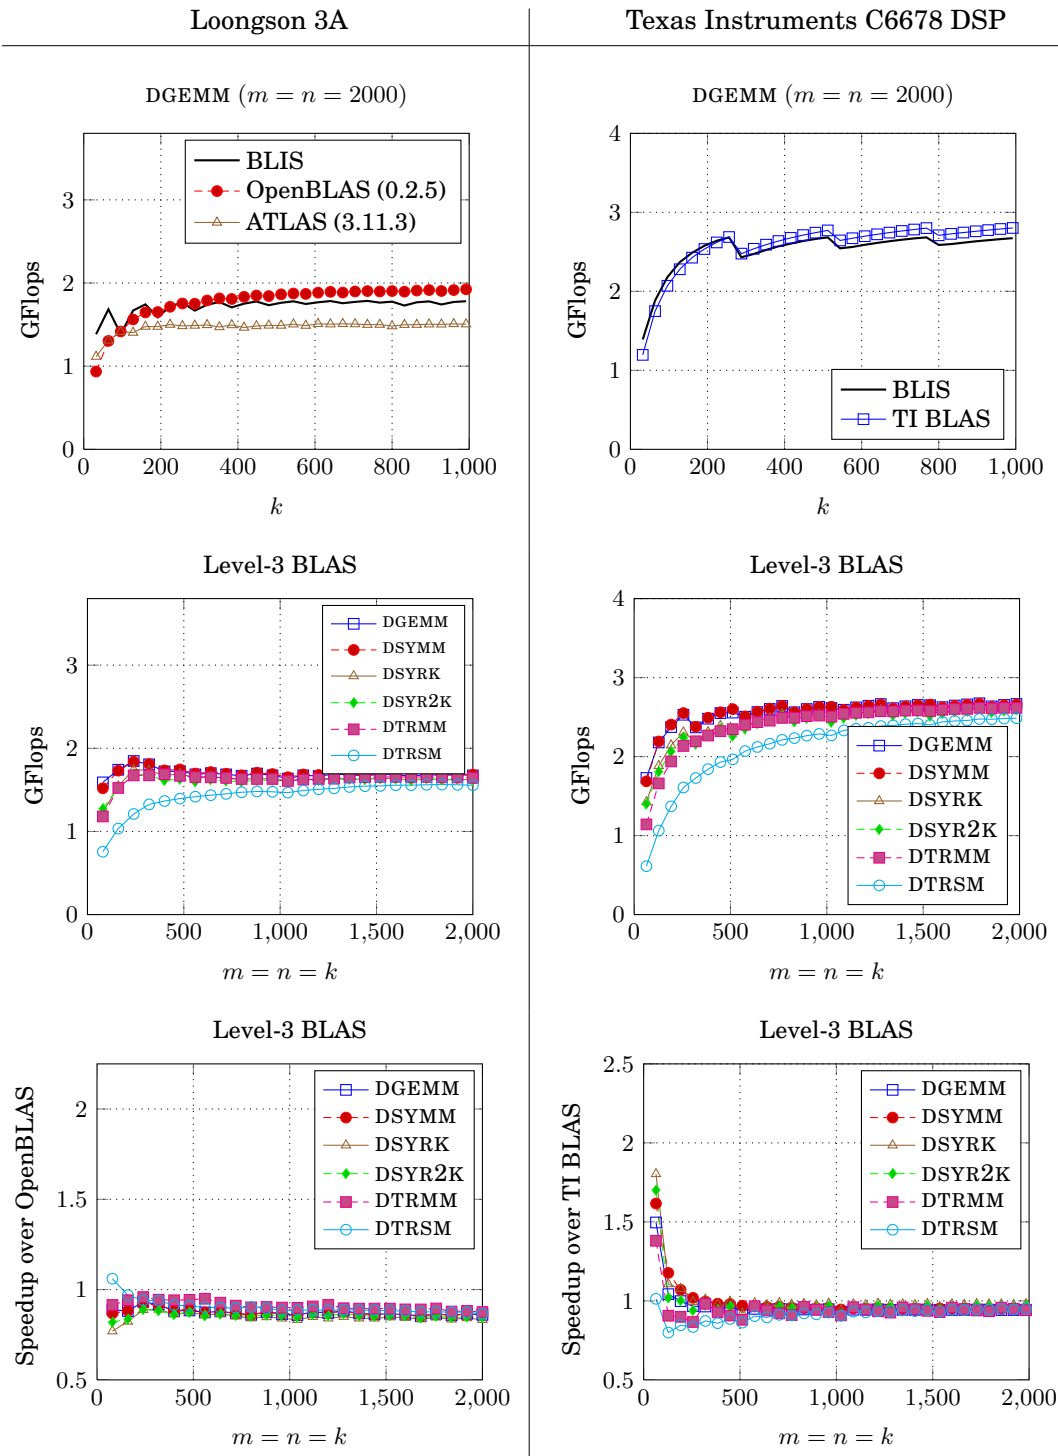 Loongson 3A
Texas Instruments C6678 DSP
DGEMM (m = n = 2000)
3
2
1
0
GFlops
BLIS
OpenBLAS (0.2.5)
ATLAS (3.11.3)
0 200 400 600 800 1,000
k
DGEMM (m = n = 2000)
4
3
2
1
0
GFlops
BLIS
TI BLAS
0 200 400 600 800 1,000
k
Level-3 BLAS
3
2
1
0
GFlops
DGEMM
DSYMM
DSYRK
DSYR2K
DTRMM
DTRSM
0 500 1,000 1,500 2,000
m = n = k
Level-3 BLAS
4
3
2
1
0
GFlops
DGEMM
DSYMM
DSYRK
DSYR2K
DTRMM
DTRSM
0 500 1,000 1,500 2,000
m = n = k
Level-3 BLAS
2
1.5
1
0.5
Speedup over OpenBLAS
DGEMM
DSYMM
DSYRK
DSYR2K
DTRMM
DTRSM
0 500 1,000 1,500 2,000
m = n = k
Level-3 BLAS
2.5
2
1.5
1
0.5
Speedup over TI BLAS
DGEMM
DSYMM
DSYRK
DSYR2K
DTRMM
DTRSM
0 500 1,000 1,500 2,000
m = n = k